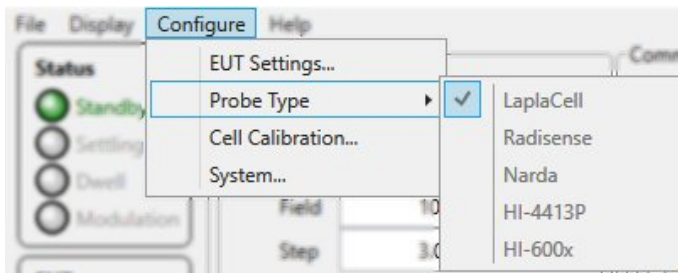 File Display Configure Help
Status
EUT Settings...
Comm
Standby
Probe Type
LaplaCell
Settling
Cell Calibration...
Radisense
Dwell
System...
Narda
Modulation
Field 10
HI-4413P
Step 3.0
HI-600x